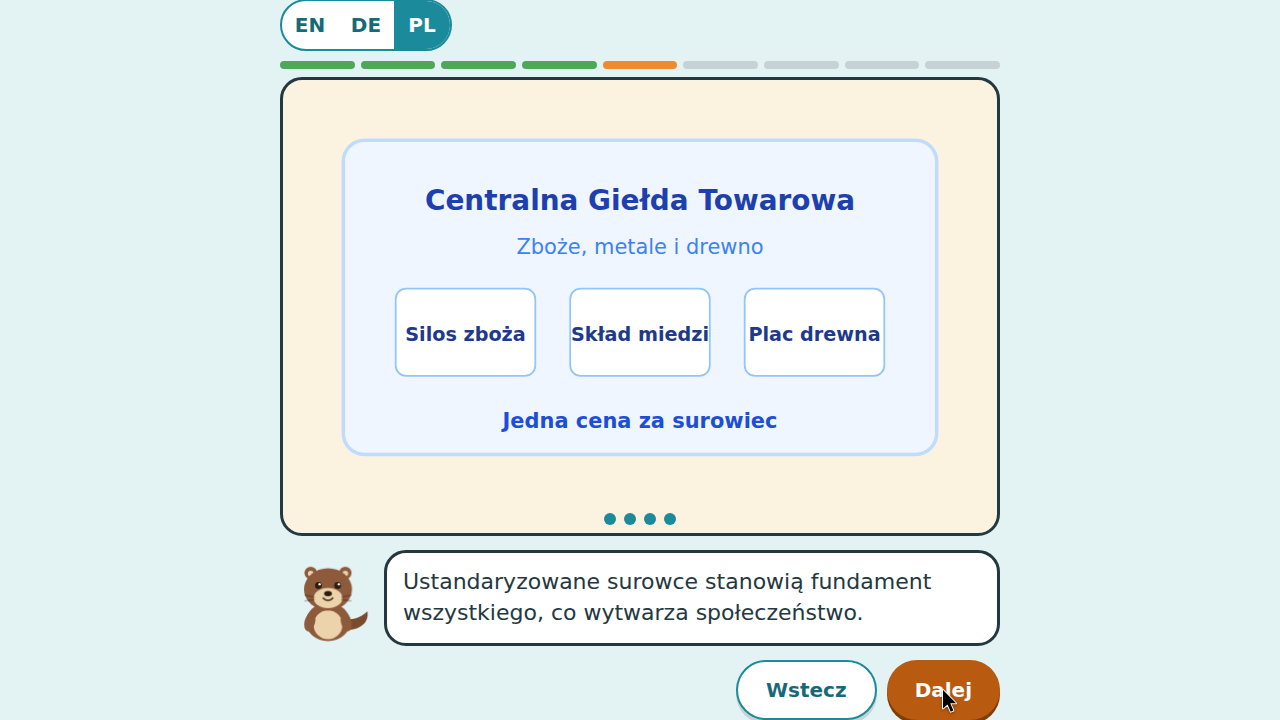 EN DE PL
Centralna Giełda Towarowa
Zboże, metale i drewno
Silos zboża Skład miedzi Plac drewna
Jedna cena za surowiec
Ustandaryzowane surowce stanowią fundament
wszystkiego, co wytwarza społeczeństwo.
Wstecz Dalej